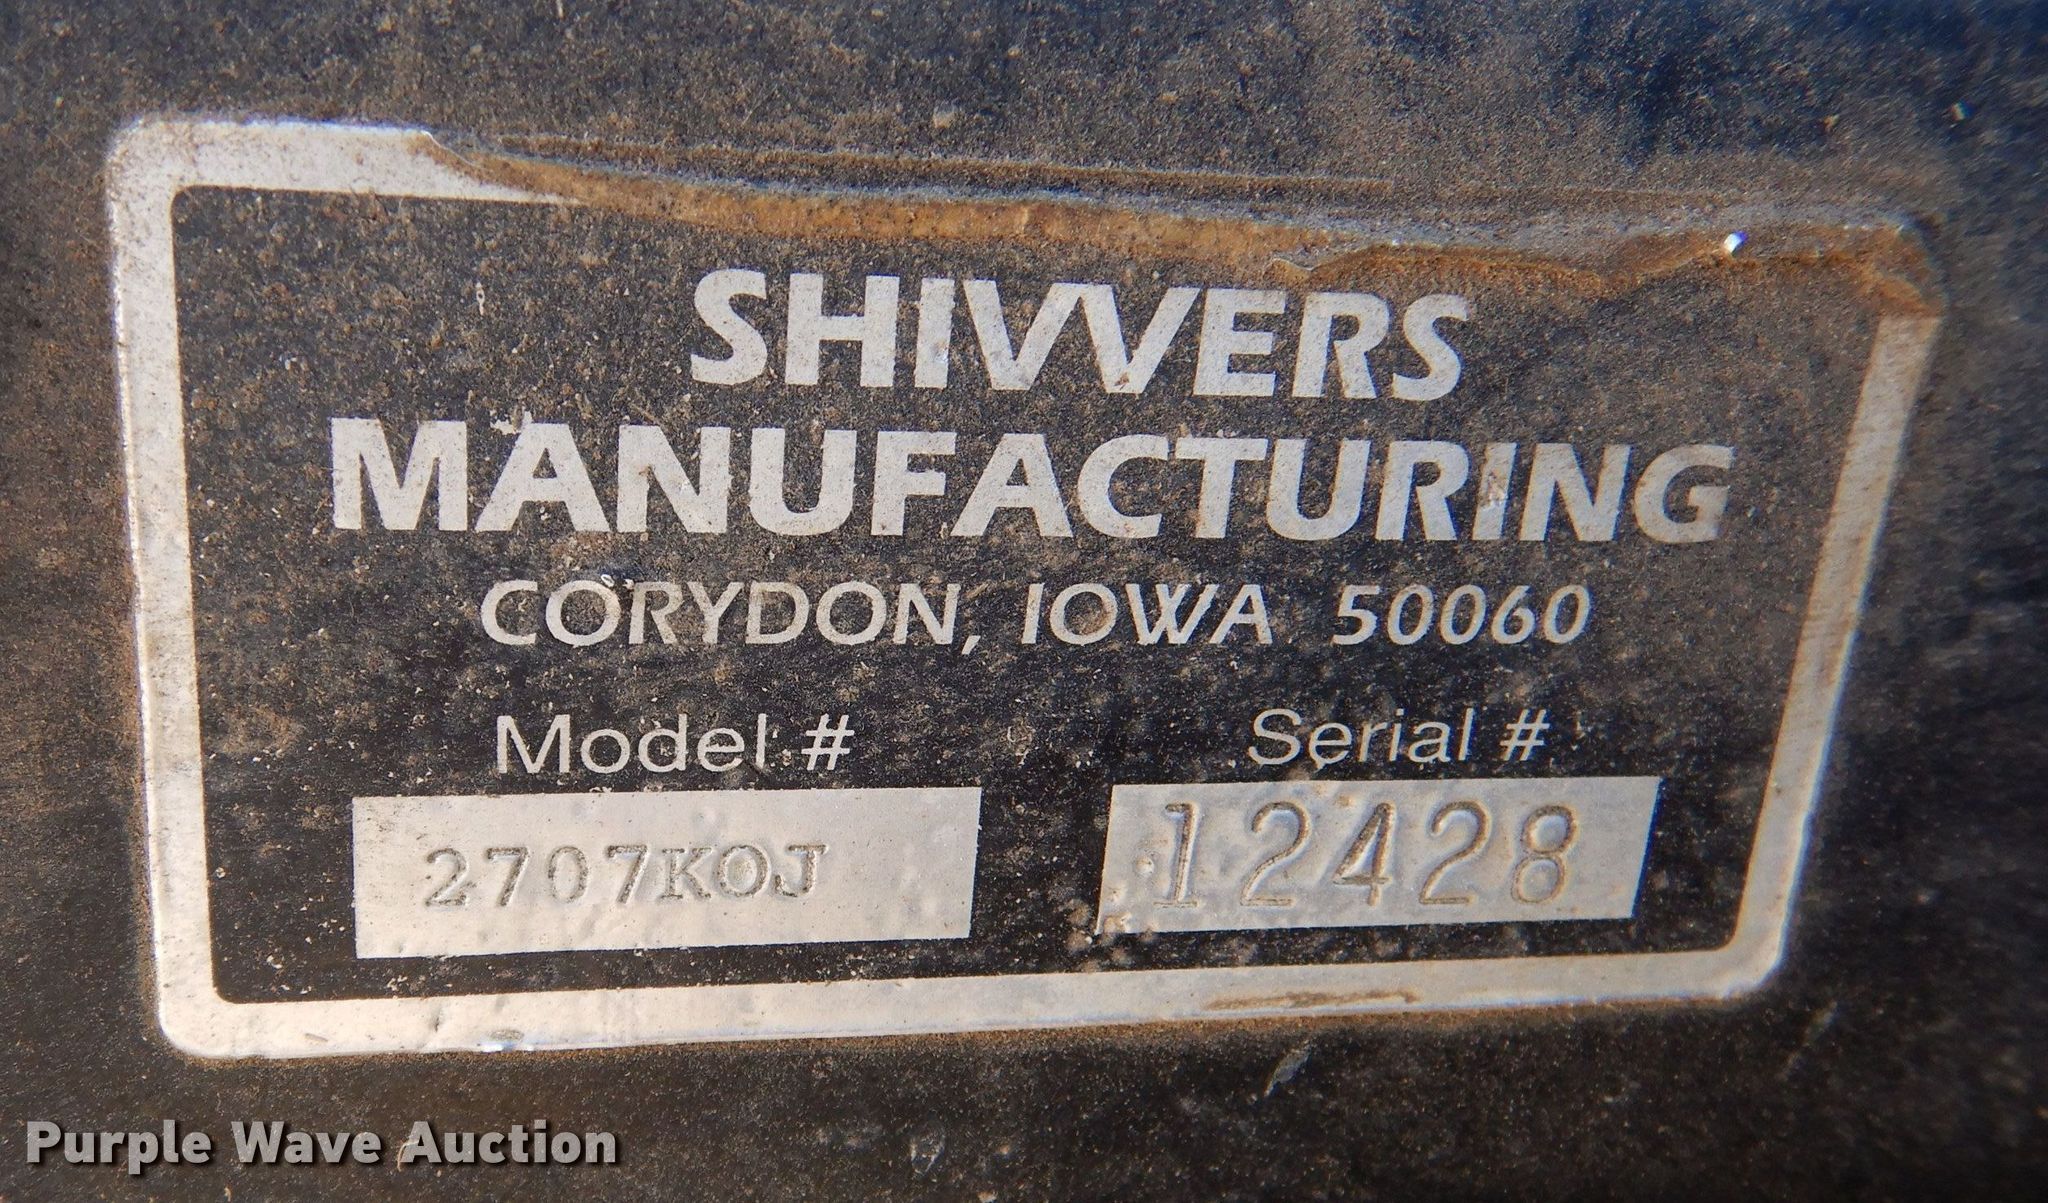 SHIVVERS
MANUFACTURING
CORYDON, IOWA 50060
Model # Serial #
2707KOJ 12428
Purple Wave Auction